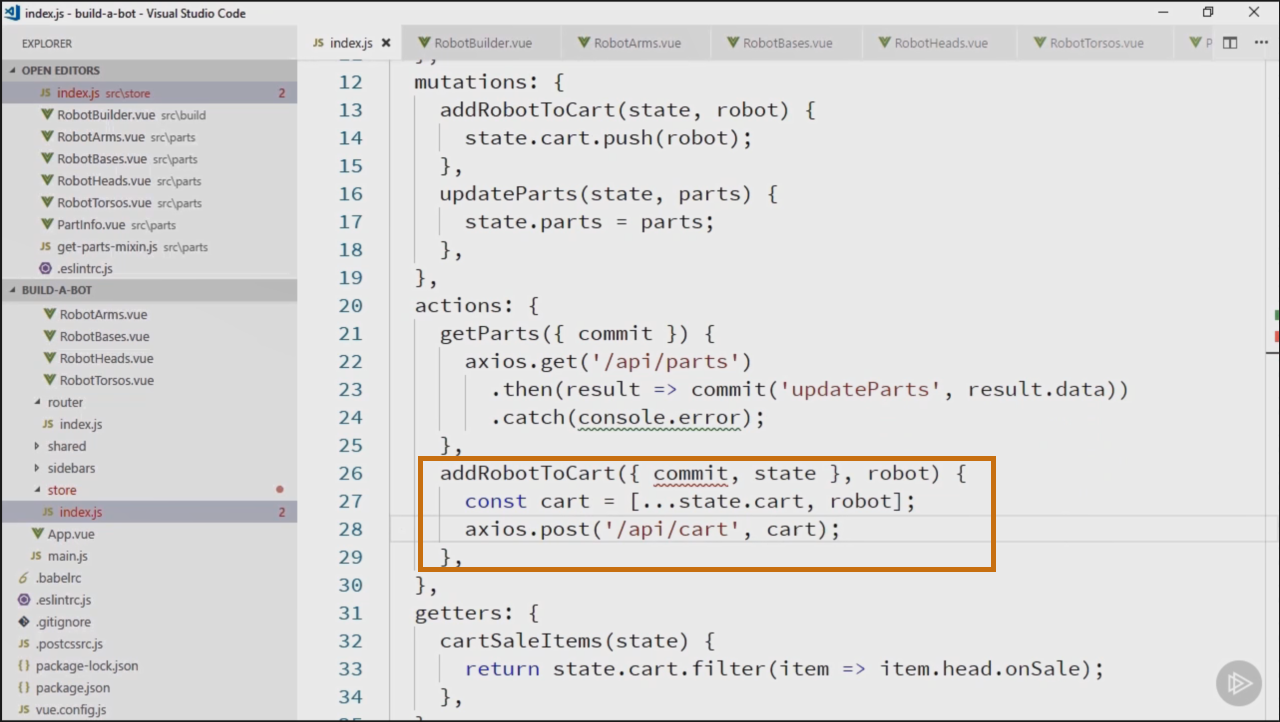 index.js - build-a-bot - Visual Studio Code
EXPLORER
OPEN EDITORS
JS index.js src\store 2
RobotBuilder.vue src\build
RobotArms.vue src\parts
RobotBases.vue src\parts
RobotHeads.vue src\parts
RobotTorsos.vue src\parts
PartInfo.vue src\parts
JS get-parts-mixin.js src\parts
.eslintrc.js
BUILD-A-BOT
RobotArms.vue
RobotBases.vue
RobotHeads.vue
RobotTorsos.vue
router
JS index.js
shared
sidebars
store
JS index.js 2
App.vue
JS main.js
.babelrc
.eslintrc.js
.gitignore
JS .postcssrc.js
{ } package-lock.json
{ } package.json
JS vue.config.js
JS index.js RobotBuilder.vue RobotArms.vue RobotBases.vue RobotHeads.vue RobotTorsos.vue P
12 mutations: {
13 addRobotToCart(state, robot) {
14 state.cart.push(robot);
15 },
16 updateParts(state, parts) {
17 state.parts = parts;
18 },
19 },
20 actions: {
21 getParts({ commit }) {
22 axios.get('/api/parts')
23 .then(result => commit('updateParts', result.data))
24 .catch(console.error);
25 },
26 addRobotToCart({ commit, state }, robot) {
27 const cart = [...state.cart, robot];
28 axios.post('/api/cart', cart);
29 },
30 },
31 getters: {
32 cartSaleItems(state) {
33 return state.cart.filter(item => item.head.onSale);
34 },